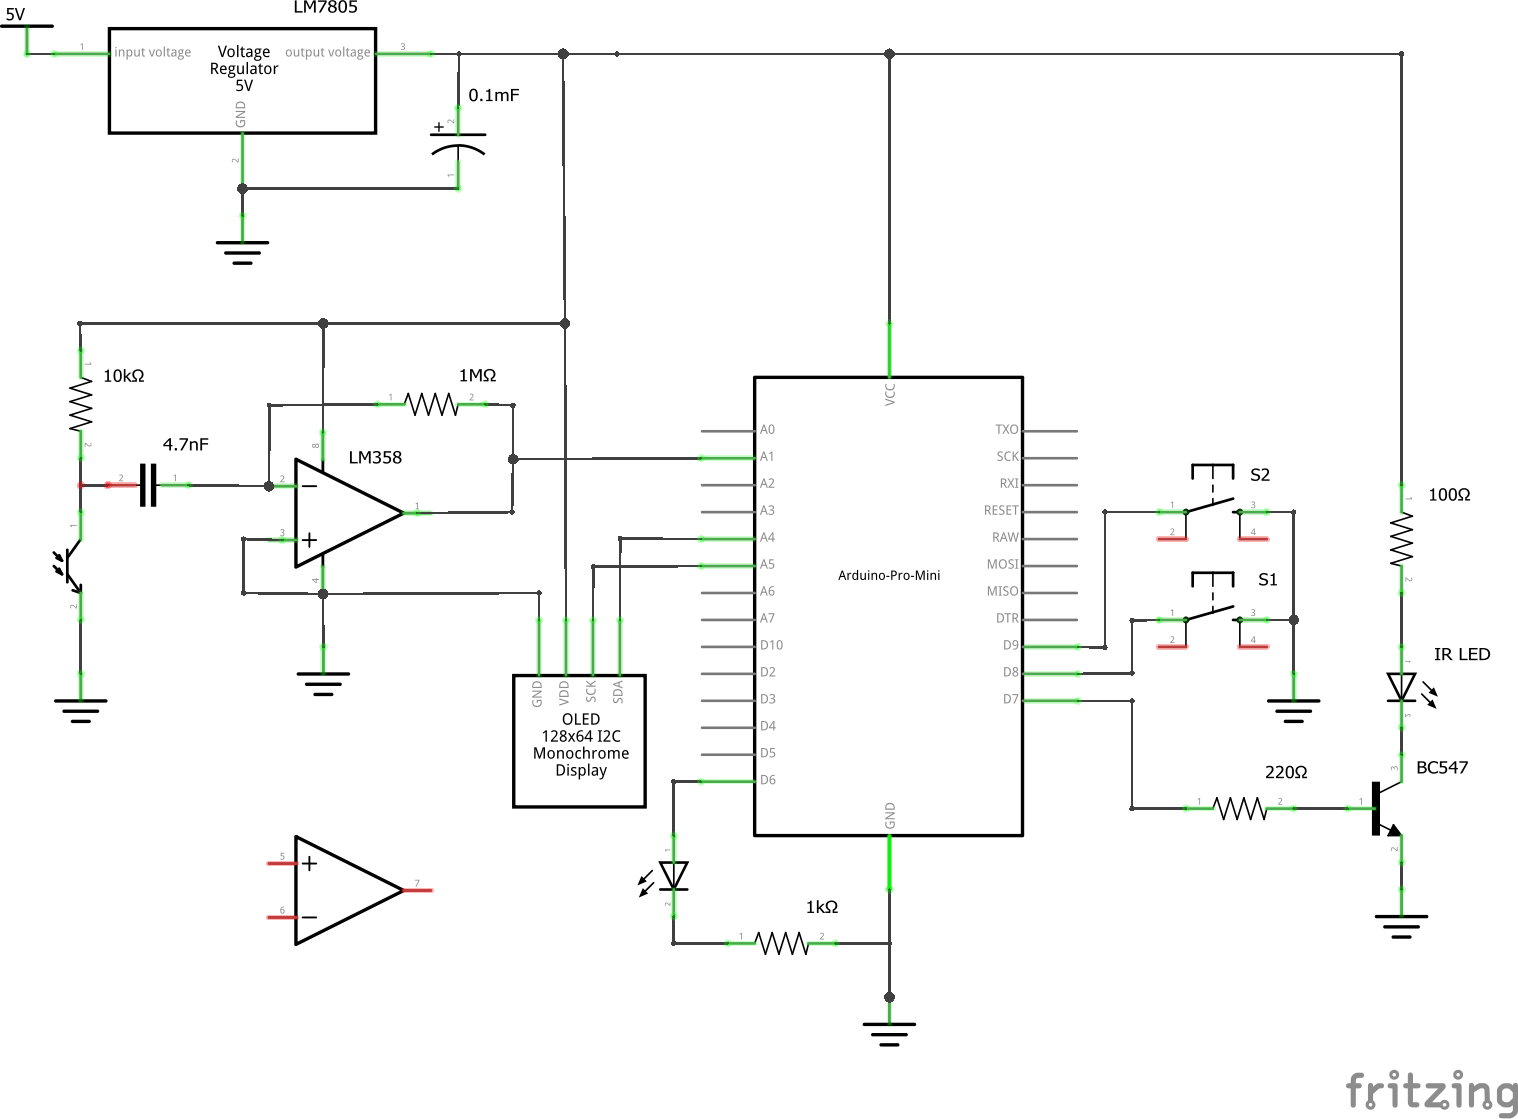 5V
LM7805
1
input voltage
Voltage
Regulator
5V
output voltage
3
GND
2
0.1mF
+
2
1
1
10kΩ
2
4.7nF
2
1
1
2
1MΩ
1
2
LM358
8
2
−
3
+
1
4
GND
VDD
SCK
SDA
OLED
128x64 I2C
Monochrome
Display
5
+
6
−
7
VCC
A0
A1
A2
A3
A4
A5
A6
A7
D10
D2
D3
D4
D5
D6
Arduino-Pro-Mini
TXO
SCK
RXI
RESET
RAW
MOSI
MISO
DTR
D9
D8
D7
GND
1
2
1kΩ
1
2
S2
1
3
2
4
S1
1
3
2
4
100Ω
1
2
IR LED
BC547
3
220Ω
1
2
1
2
fritzing